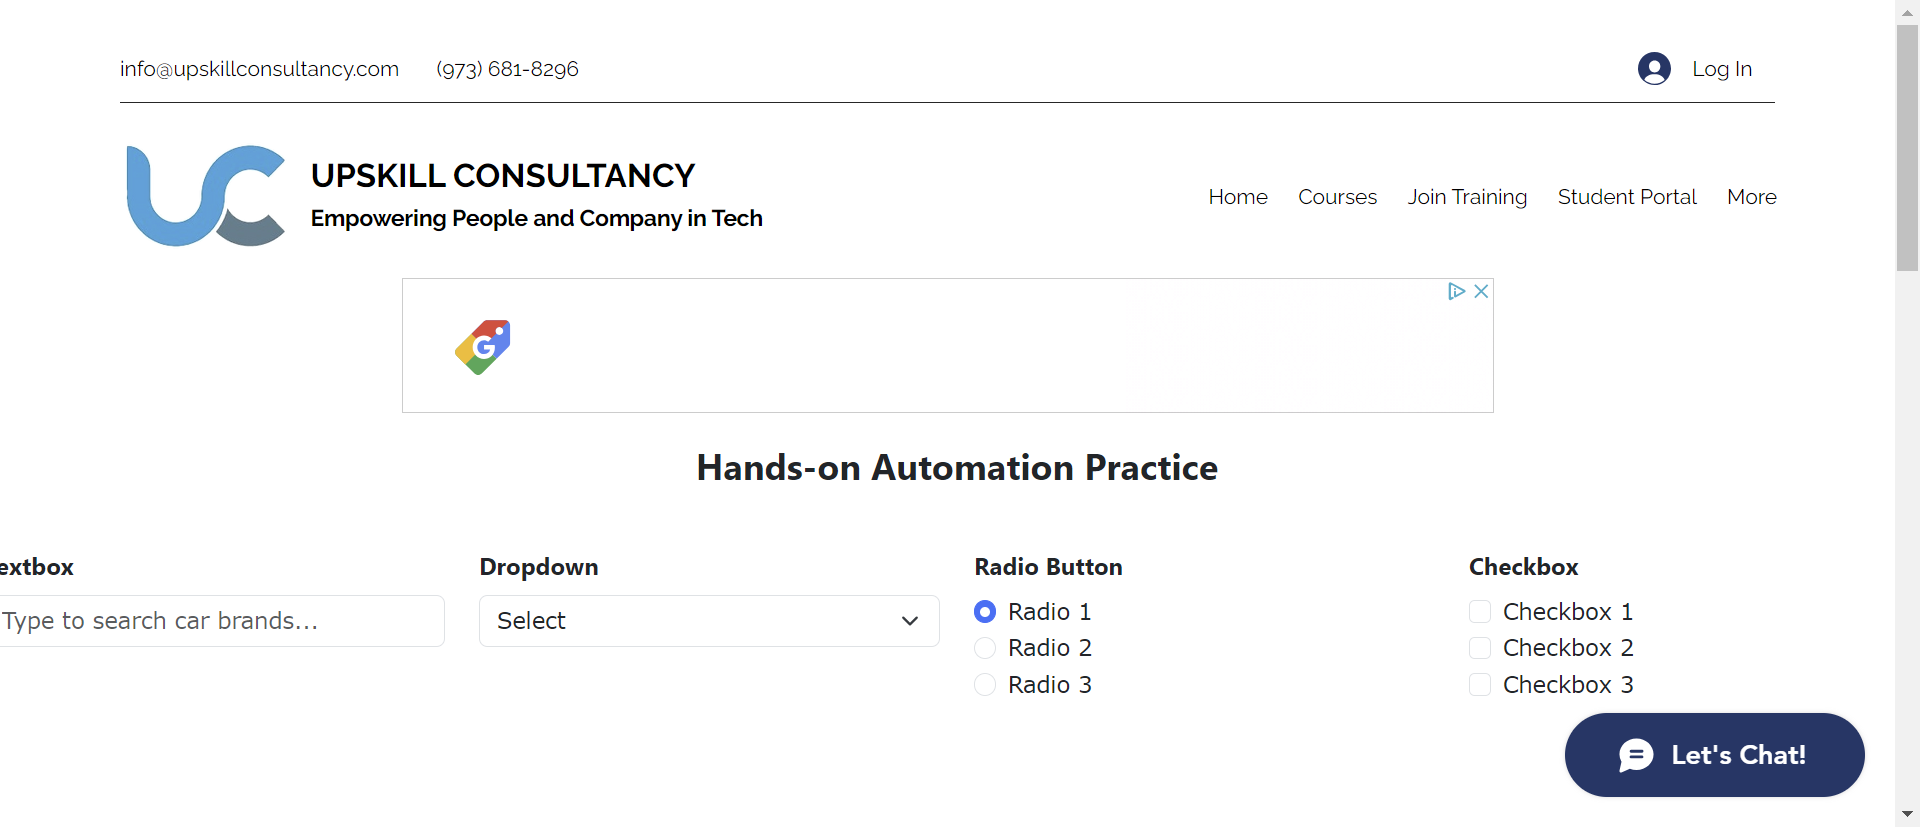 info@upskillconsultancy.com (973) 681-8296 Log In
UPSKILL CONSULTANCY
Empowering People and Company in Tech
Home Courses Join Training Student Portal More
Hands-on Automation Practice
extbox Dropdown Radio Button Checkbox
Type to search car brands... Select
Radio 1
Radio 2
Radio 3
Checkbox 1
Checkbox 2
Checkbox 3
Let's Chat!